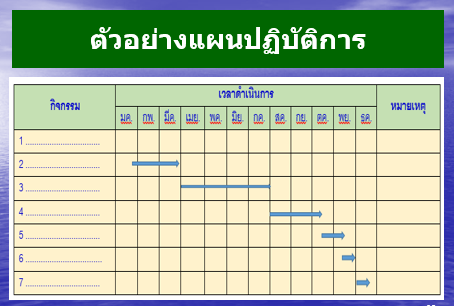 ตัวอย่างแผนปฏิบัติการ
กิจกรรม เวลาดำเนินการ หมายเหตุ
มค. กพ. มีค. เมย. พค. มิย. กค. สค. กย. ตค. พย. ธค.
1 ..................................
2 ..................................
3 ..................................
4 ..................................
5 ..................................
6 ..................................
7 ..................................